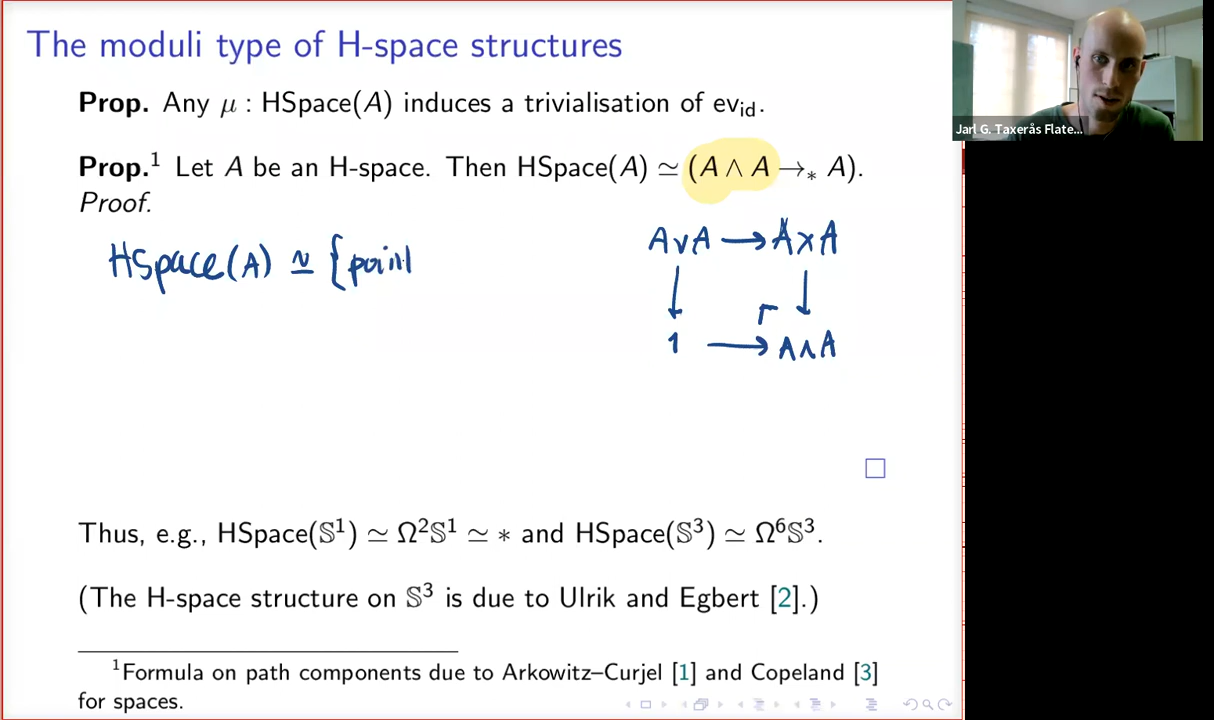 The moduli type of H-space structures
Prop. Any μ : HSpace(A) induces a trivialisation of ev_id.
Prop.¹ Let A be an H-space. Then HSpace(A) ≃ (A ∧ A →∗ A).
Proof.
HSpace(A) ≃ {point
A∨A → A×A
↓ ⌜ ↓
1 → A∧A
□
Thus, e.g., HSpace(𝕊¹) ≃ Ω²𝕊¹ ≃ ∗ and HSpace(𝕊³) ≃ Ω⁶𝕊³.
(The H-space structure on 𝕊³ is due to Ulrik and Egbert [2].)
¹Formula on path components due to Arkowitz–Curjel [1] and Copeland [3]
for spaces.
Jarl G. Taxerås Flate...